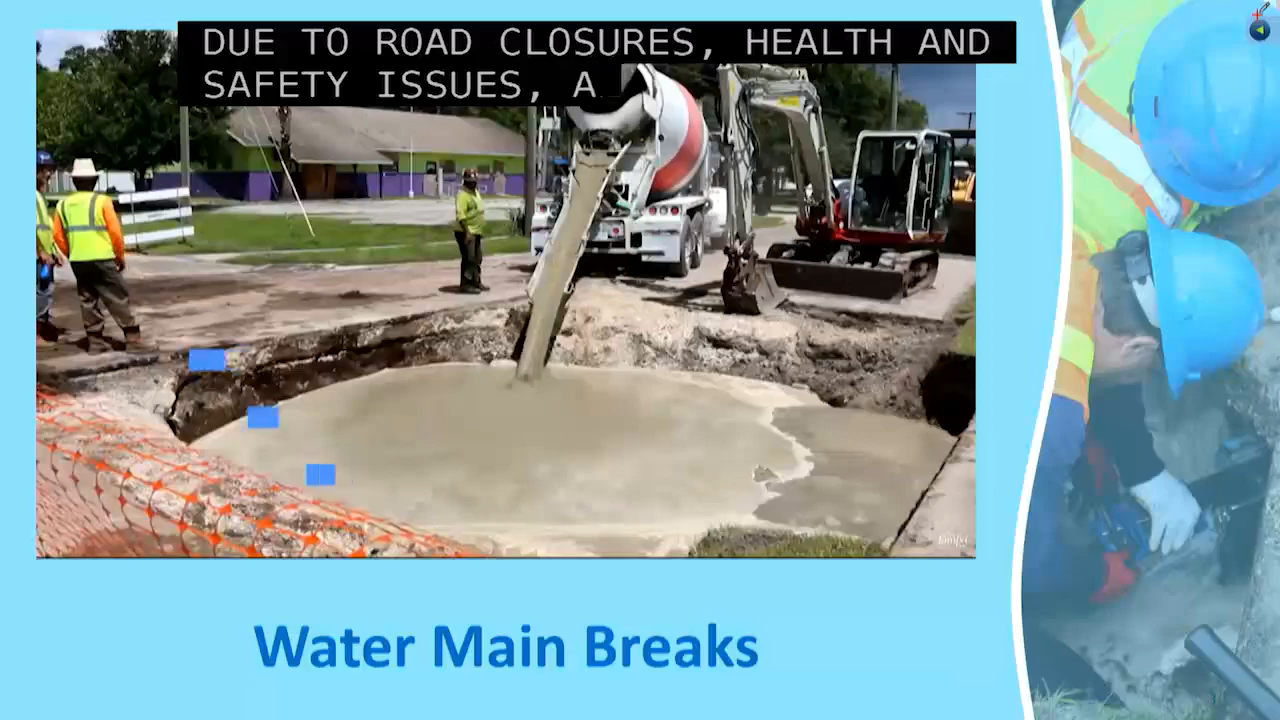 DUE TO ROAD CLOSURES, HEALTH AND
SAFETY ISSUES, A
Water Main Breaks